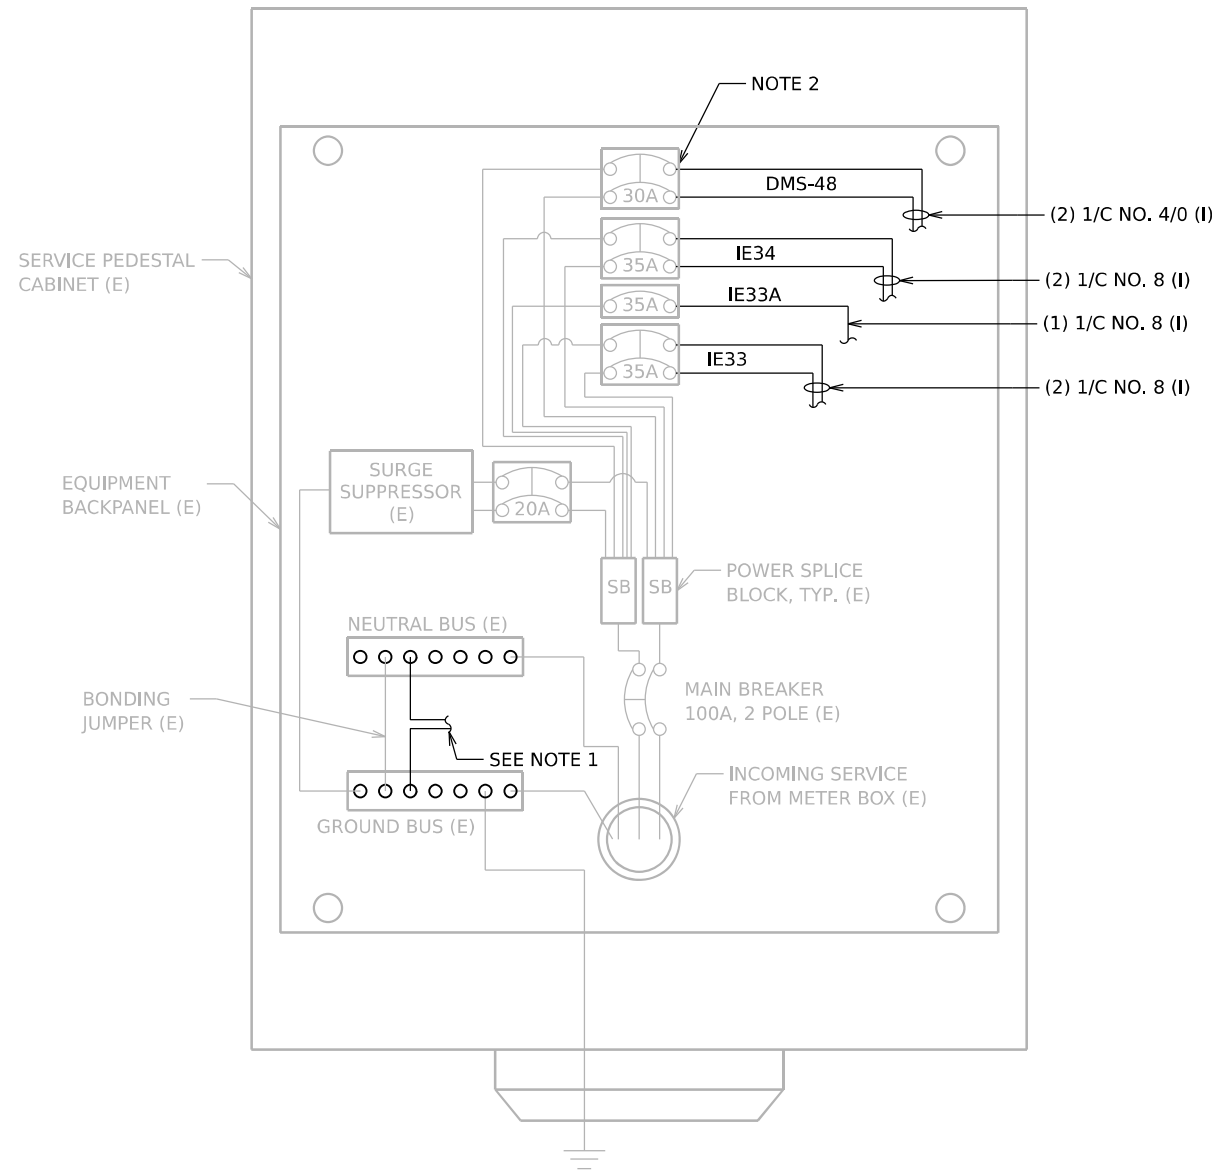 NOTE 2
DMS-48
30A
(2) 1/C NO. 4/0 (I)
SERVICE PEDESTAL
CABINET (E)
IE34
35A
(2) 1/C NO. 8 (I)
IE33A
35A
(1) 1/C NO. 8 (I)
IE33
35A
(2) 1/C NO. 8 (I)
EQUIPMENT
BACKPANEL (E)
SURGE
SUPPRESSOR
(E)
20A
SB
SB
POWER SPLICE
BLOCK, TYP. (E)
NEUTRAL BUS (E)
BONDING
JUMPER (E)
MAIN BREAKER
100A, 2 POLE (E)
SEE NOTE 1
INCOMING SERVICE
FROM METER BOX (E)
GROUND BUS (E)